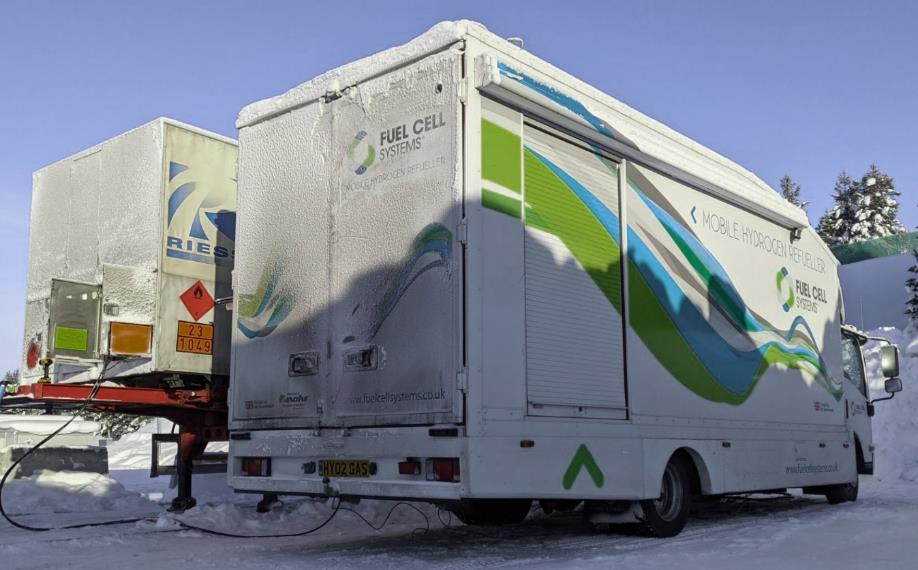 RIES
23
1049
FUEL CELL
SYSTEMS
MOBILE HYDROGEN REFUELLER
www.fuelcellsystems.co.uk
HY02 GAS
MOBILE HYDROGEN REFUELLER
FUEL CELL
SYSTEMS
www.fuelcellsystems.co.uk